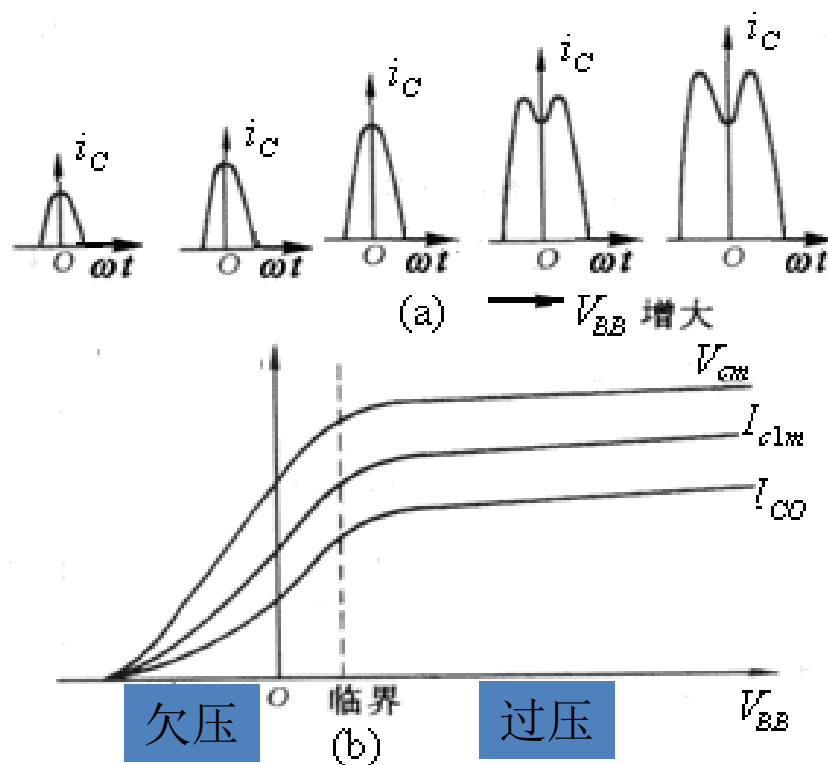 i_C i_C i_C i_C i_C
O ωt O ωt O ωt O ωt O ωt
(a) V_BB 增大
V_cm
I_c1m
I_CO
O 临界 V_BB
欠压 过压
(b)